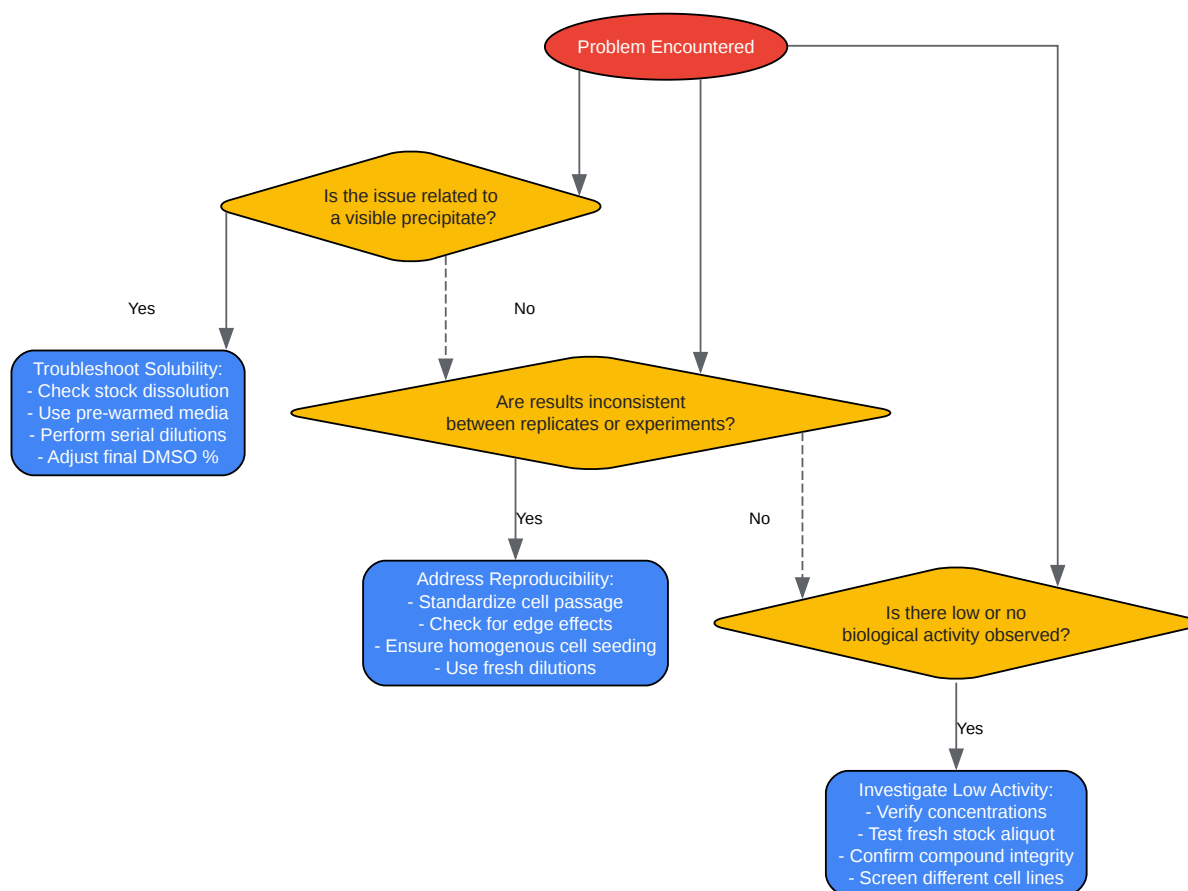 Problem Encountered
Is the issue related to
a visible precipitate?
Yes
No
Troubleshoot Solubility:
- Check stock dissolution
- Use pre-warmed media
- Perform serial dilutions
- Adjust final DMSO %
Are results inconsistent
between replicates or experiments?
Yes
No
Address Reproducibility:
- Standardize cell passage
- Check for edge effects
- Ensure homogenous cell seeding
- Use fresh dilutions
Is there low or no
biological activity observed?
Yes
Investigate Low Activity:
- Verify concentrations
- Test fresh stock aliquot
- Confirm compound integrity
- Screen different cell lines